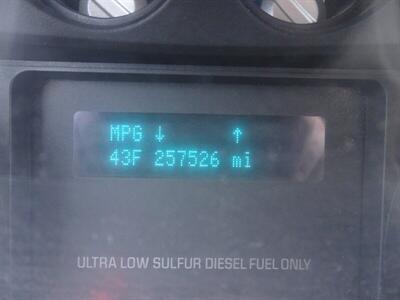 MPG ↓ ↑
43F 257526 mi
ULTRA LOW SULFUR DIESEL FUEL ONLY